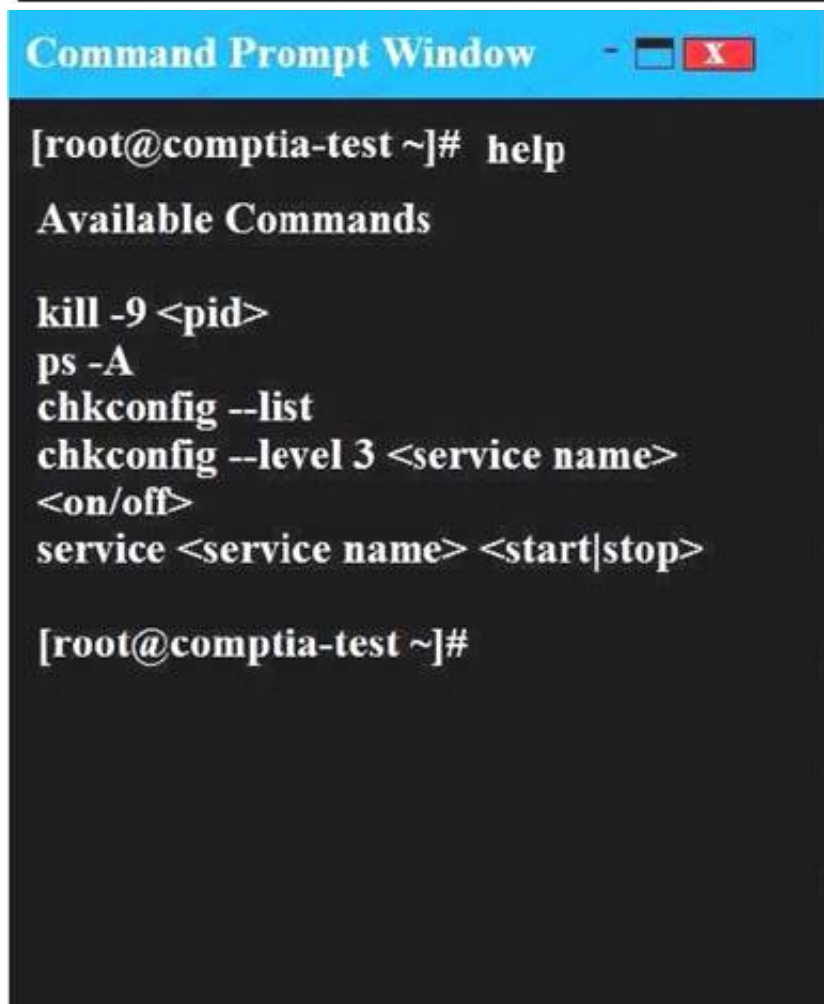 Command Prompt Window - X
[root@comptia-test ~]# help
Available Commands
kill -9 <pid>
ps -A
chkconfig --list
chkconfig --level 3 <service name>
<on/off>
service <service name> <start|stop>
[root@comptia-test ~]#